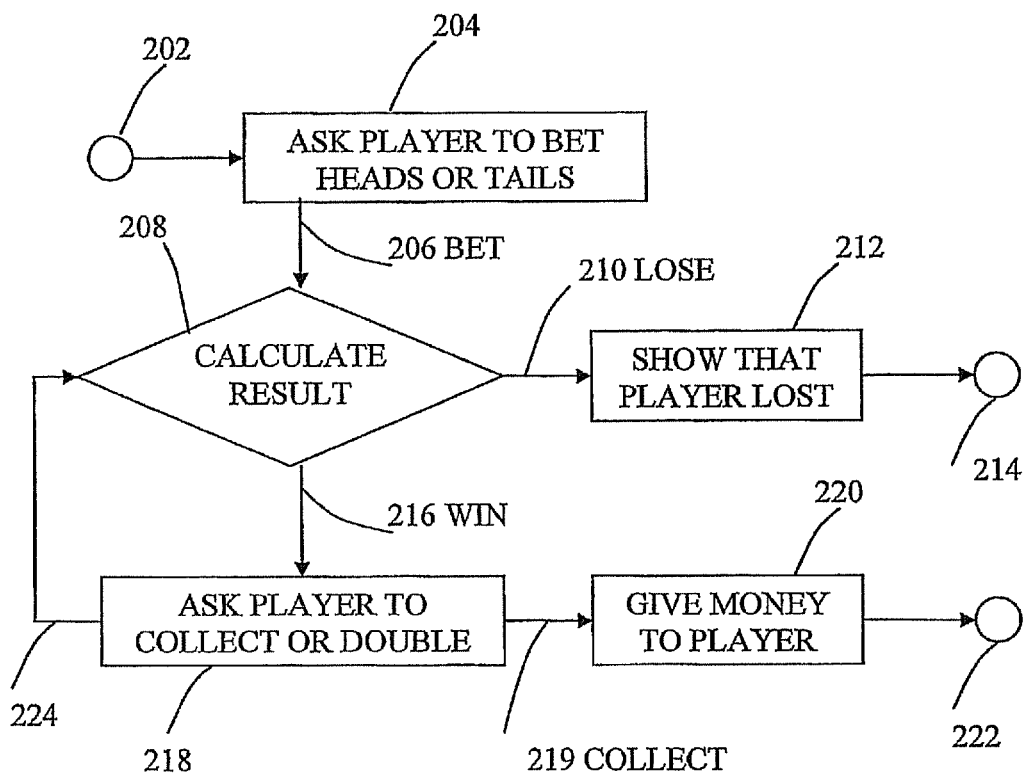 204
202
ASK PLAYER TO BET
HEADS OR TAILS
208
206 BET
212
210 LOSE
CALCULATE
RESULT
SHOW THAT
PLAYER LOST
214
220
216 WIN
ASK PLAYER TO
COLLECT OR DOUBLE
GIVE MONEY
TO PLAYER
224
218
219 COLLECT
222